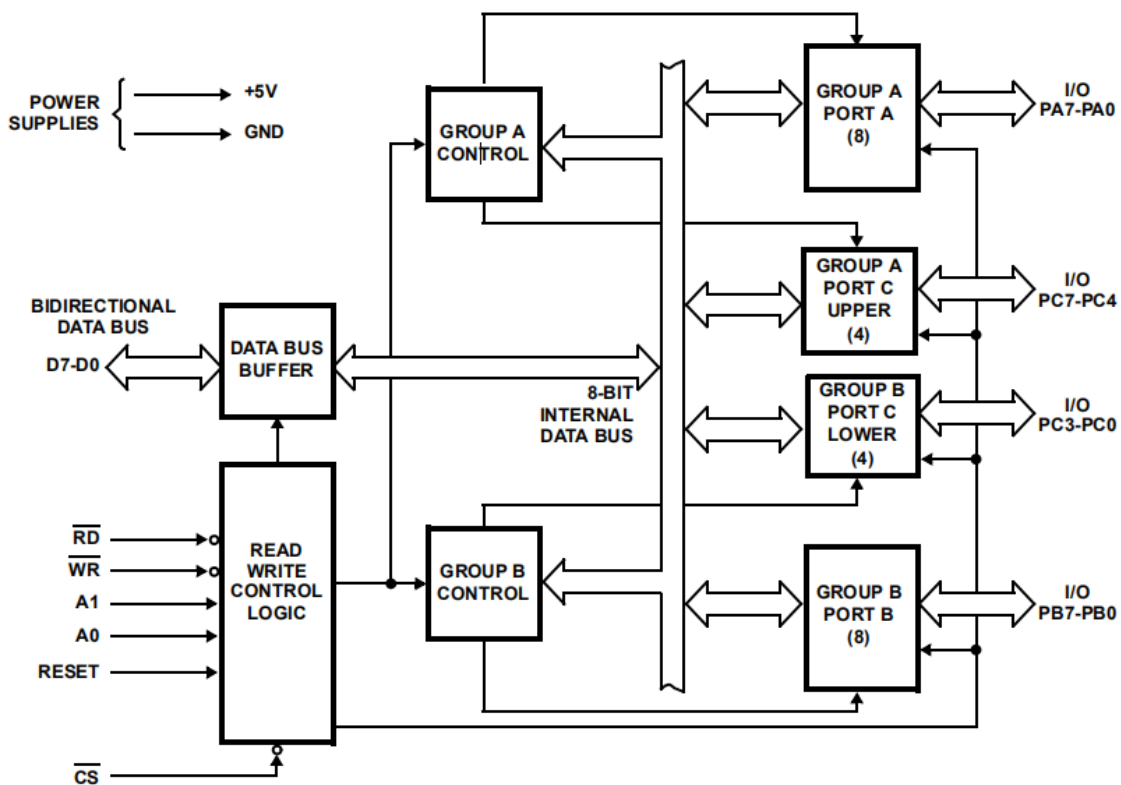 POWER
SUPPLIES
+5V
GND
GROUP A
CONTROL
GROUP A
PORT A
(8)
I/O
PA7-PA0
GROUP A
PORT C
UPPER
(4)
I/O
PC7-PC4
BIDIRECTIONAL
DATA BUS
D7-D0
DATA BUS
BUFFER
8-BIT
INTERNAL
DATA BUS
GROUP B
PORT C
LOWER
(4)
I/O
PC3-PC0
RD
WR
A1
A0
RESET
CS
READ
WRITE
CONTROL
LOGIC
GROUP B
CONTROL
GROUP B
PORT B
(8)
I/O
PB7-PB0